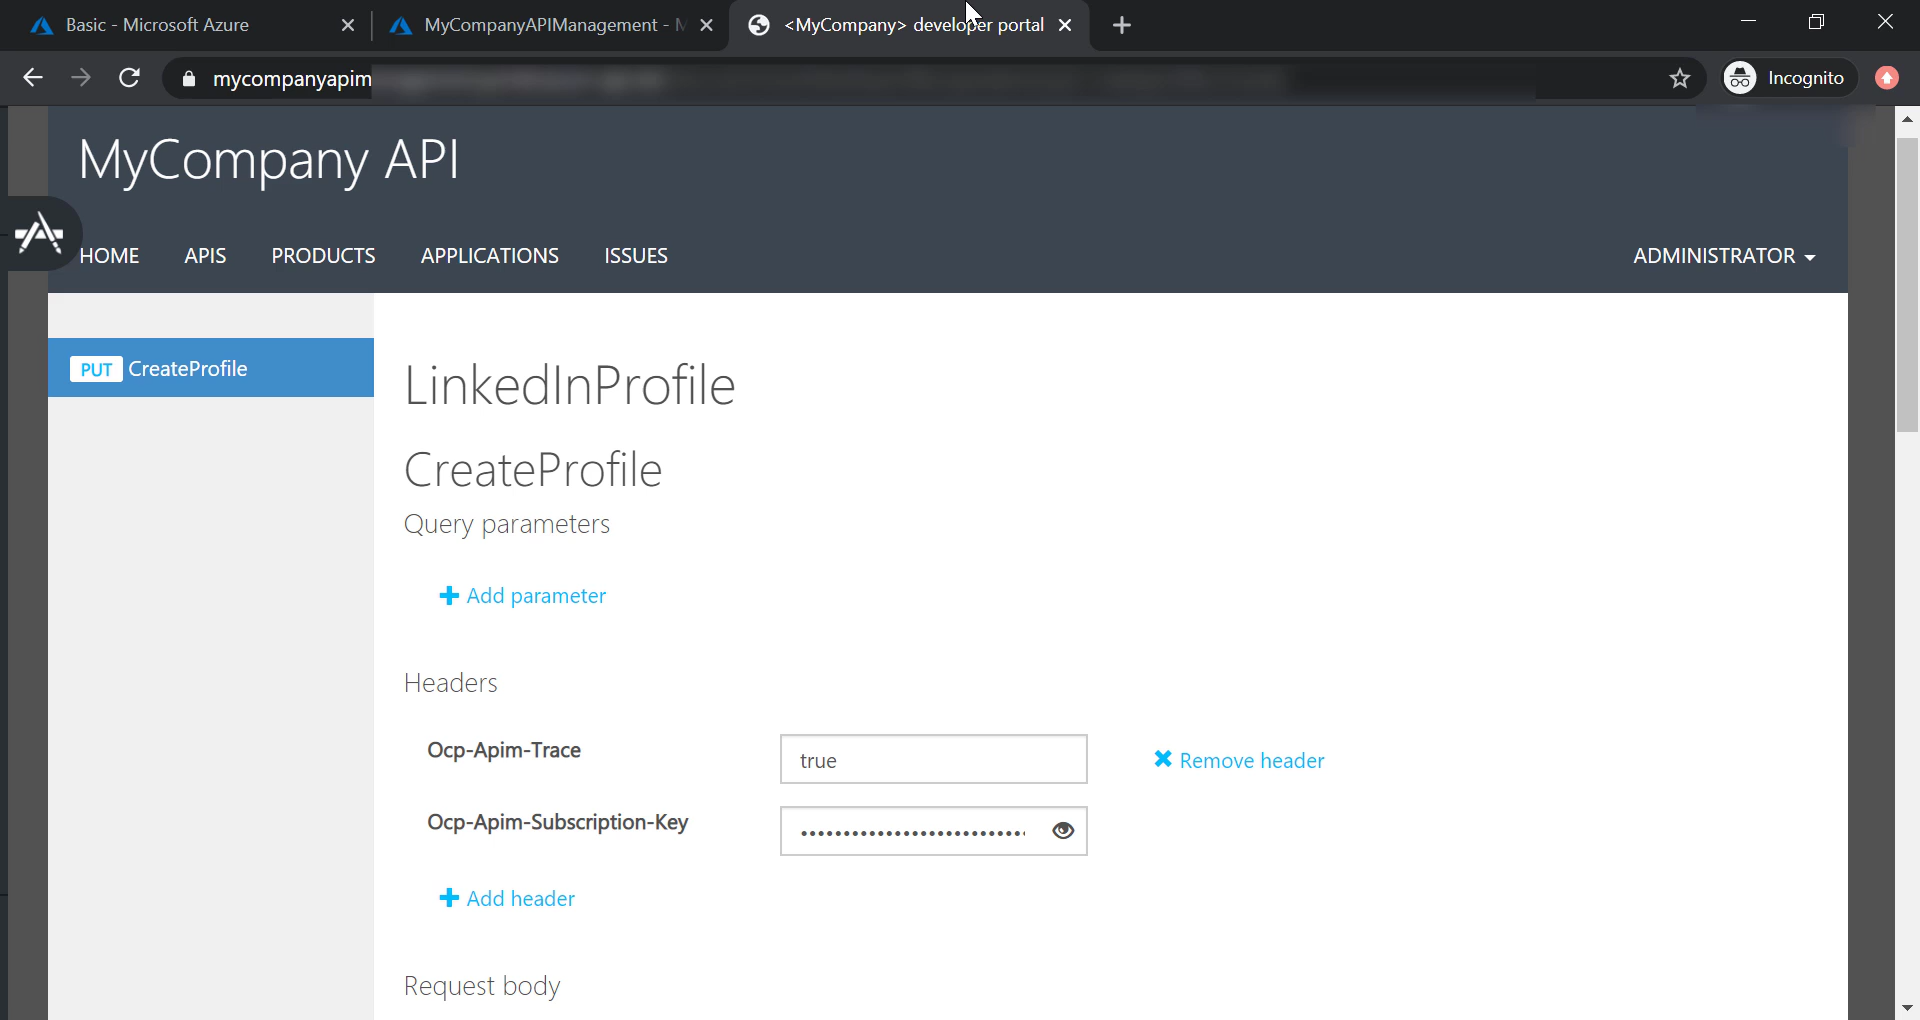 Basic - Microsoft Azure
MyCompanyAPIManagement - M
<MyCompany> developer portal
mycompanyapim
Incognito
MyCompany API
HOME APIS PRODUCTS APPLICATIONS ISSUES ADMINISTRATOR
PUT CreateProfile
LinkedInProfile
CreateProfile
Query parameters
Add parameter
Headers
Ocp-Apim-Trace true Remove header
Ocp-Apim-Subscription-Key
Add header
Request body